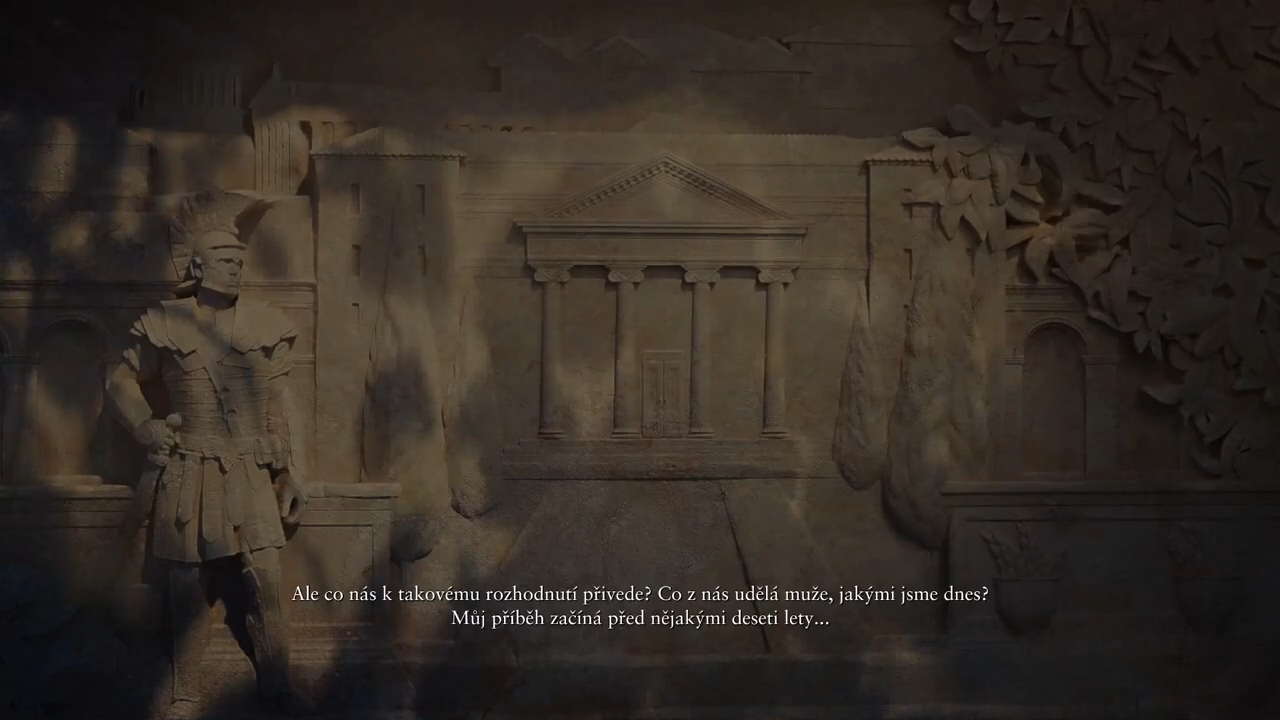 Ale co nás k takovému rozhodnutí přivede? Co z nás udělá muže, jakými jsme dnes?
Můj příběh začíná před nějakými deseti lety...